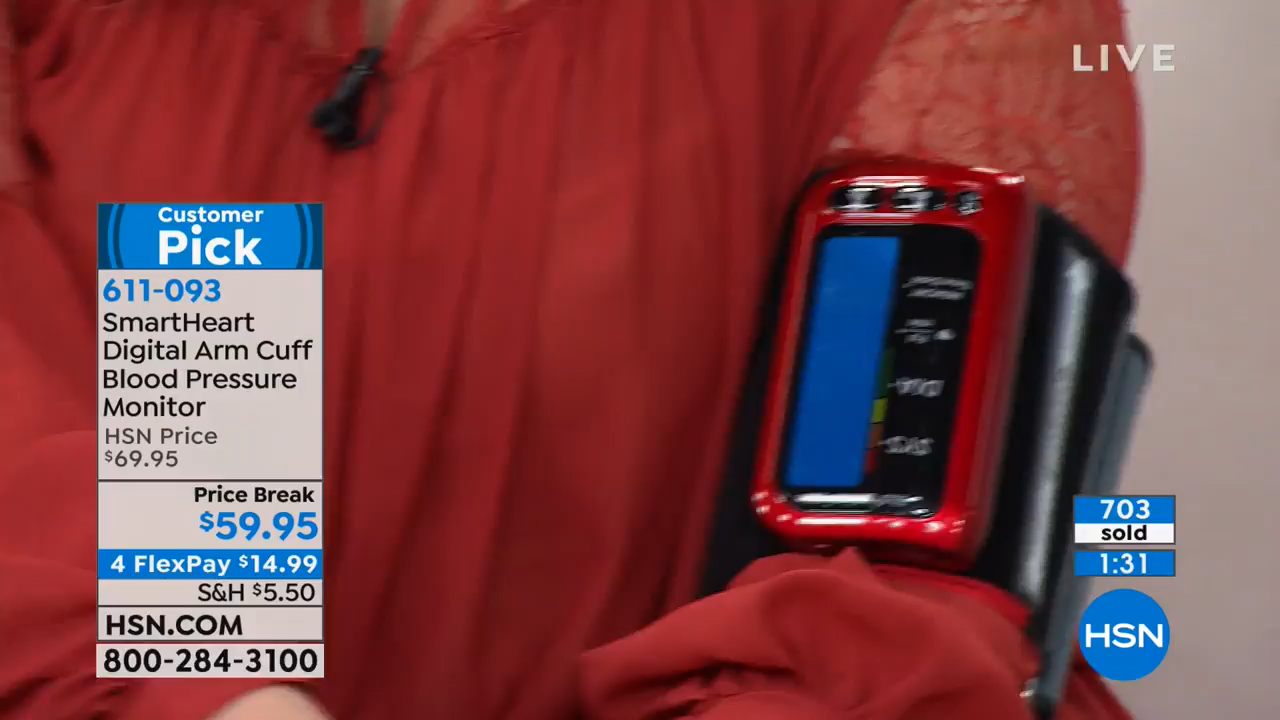 LIVE
Customer
Pick
611-093
SmartHeart
Digital Arm Cuff
Blood Pressure
Monitor
HSN Price
$69.95
Price Break
$59.95
4 FlexPay $14.99
S&H $5.50
HSN.COM
800-284-3100
703
sold
1:31
HSN